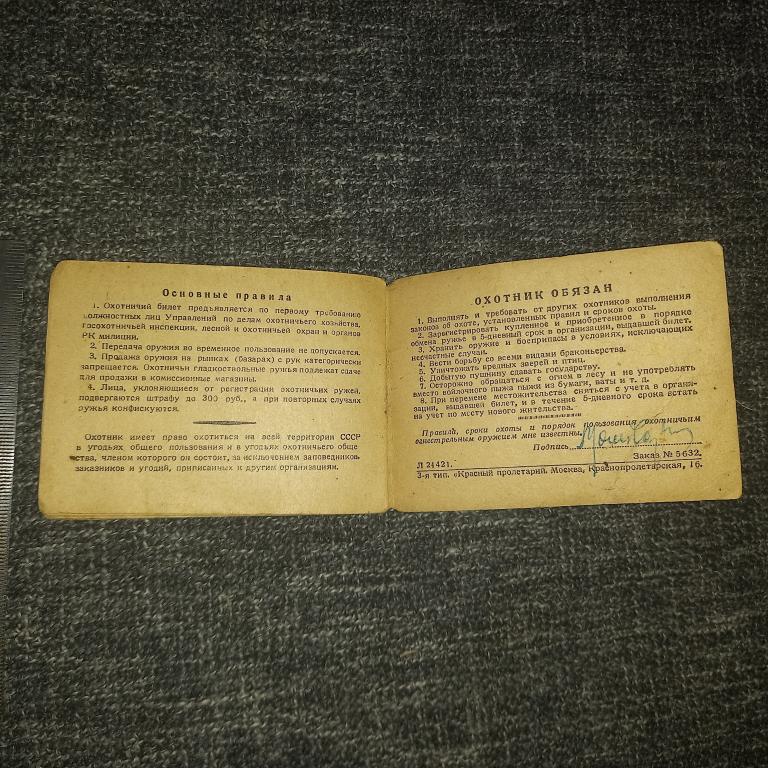 Основные правила
1. Охотничий билет предъявляется по первому требованию
должностных лиц Управлений по делам охотничьего хозяйства,
госохотничьей инспекции, лесной и охотничьей охран и органов
РК милиции.
2. Передача оружия во временное пользование не допускается.
3. Продажа оружия на рынках (базарах) с рук категорически
запрещается. Охотничьи гладкоствольные ружья подлежат сдаче
для продажи в комиссионные магазины.
4. Лица, уклоняющиеся от регистрации охотничьих ружей,
подвергаются штрафу до 300 руб., а при повторных случаях
ружья конфискуются.
Охотник имеет право охотиться на всей территории СССР
в угодьях общего пользования и в угодьях охотничьего обще
ства, членом которого он состоит, за исключением заповедников,
заказников и угодий, приписанных к другим организациям.
ОХОТНИК ОБЯЗАН
1. Выполнять и требовать от других охотников выполнения
законов об охоте, установленных правил и сроков охоты.
2. Зарегистрировать купленное и приобретенное в порядке
обмена ружье в 5-дневный срок в организации, выдавшей билет.
3. Хранить оружие и боеприпасы в условиях, исключающих
несчастные случаи.
4. Вести борьбу со всеми видами браконьерства.
5. Уничтожать вредных зверей и птиц.
6. Добытую пушнину сдавать государству.
7. Осторожно обращаться с огнем в лесу и не употреблять
вместо войлочного пыжа пыжи из бумаги, ваты и т. д.
8. При перемене местожительства сняться с учета в органи-
зации, выдавшей билет, и в течение 5-дневного срока встать
на учет по месту нового жительства.
Правила, сроки охоты и порядок пользования охотничьим
огнестрельным оружием мне известны
Подпись
Л 24421.
Заказ № 5632.
3-я тип. «Красный пролетарий. Москва, Краснопролетарская, 16.